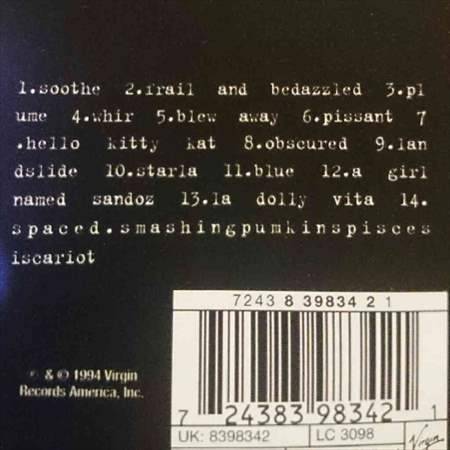 1.soothe 2.frail and bedazzled 3.pl
ume 4.whir 5.blew away 6.pissant 7
.hello kitty kat 8.obscured 9.lan
dslide 10.starla 11.blue 12.a girl
named sandoz 13.la dolly vita 14.
spaced.smashingpumkinspisces
iscariot
7243 8 39834 2 1
℗ & © 1994 Virgin
Records America, Inc.
7 24383 98342 1
UK: 8398342
LC 3098
Virgin